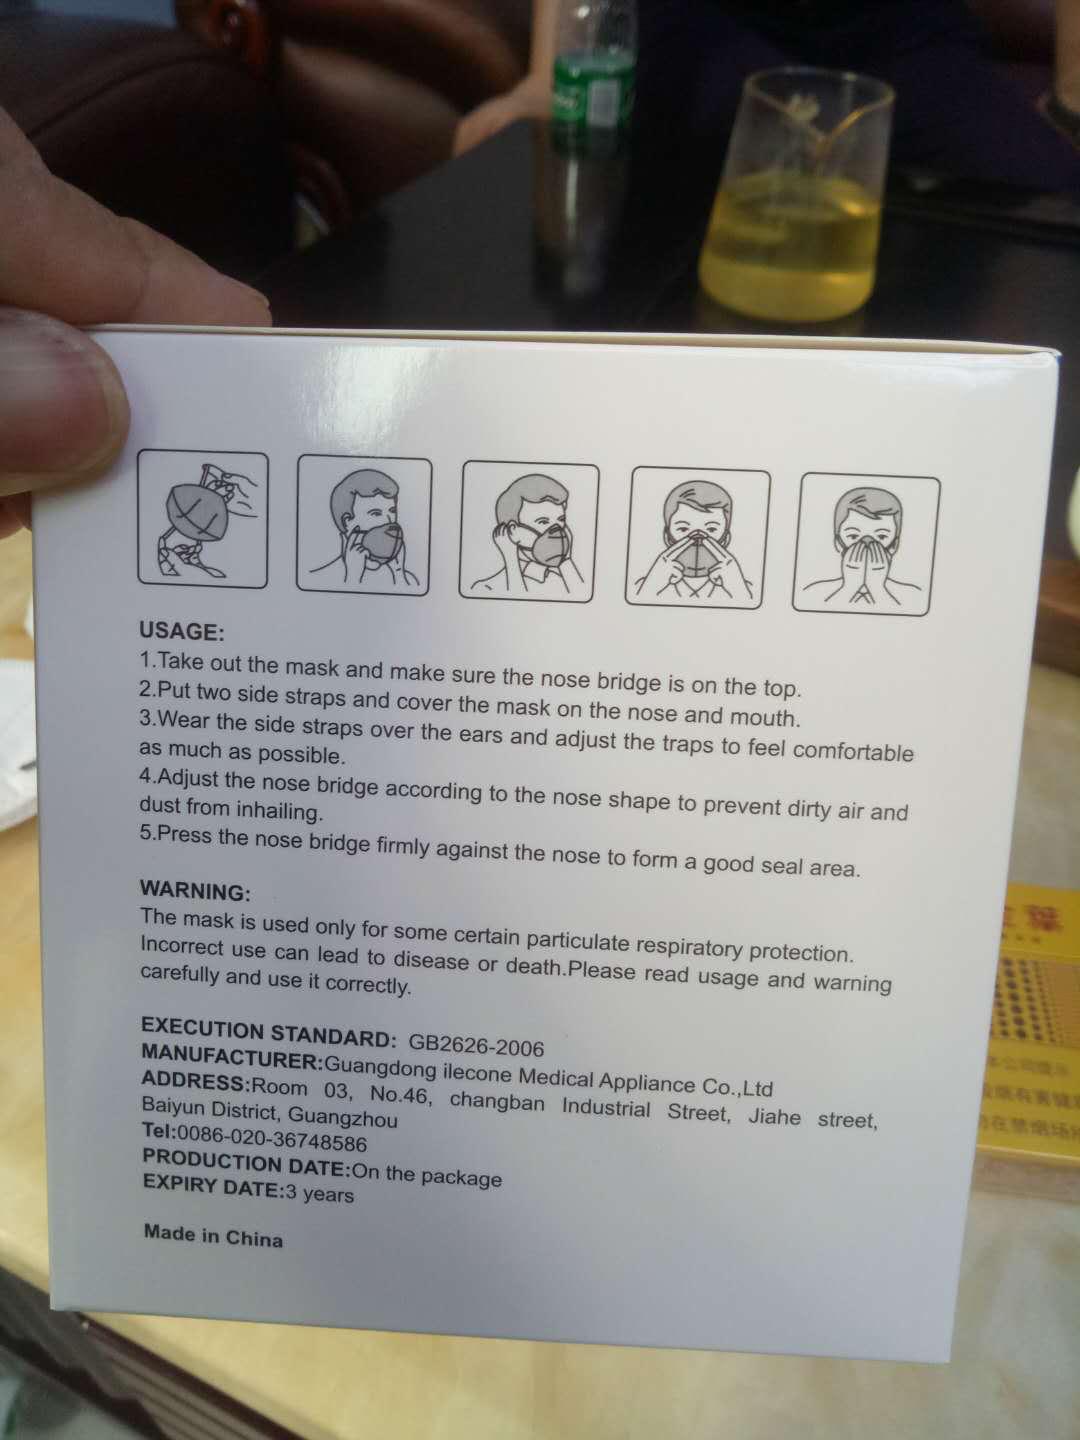 USAGE:
1.Take out the mask and make sure the nose bridge is on the top.
2.Put two side straps and cover the mask on the nose and mouth.
3.Wear the side straps over the ears and adjust the traps to feel comfortable
as much as possible.
4.Adjust the nose bridge according to the nose shape to prevent dirty air and
dust from inhailing.
5.Press the nose bridge firmly against the nose to form a good seal area.
WARNING:
The mask is used only for some certain particulate respiratory protection.
Incorrect use can lead to disease or death.Please read usage and warning
carefully and use it correctly.
EXECUTION STANDARD: GB2626-2006
MANUFACTURER:Guangdong ilecone Medical Appliance Co.,Ltd
ADDRESS:Room 03, No.46, changban Industrial Street, Jiahe street,
Baiyun District, Guangzhou
Tel:0086-020-36748586
PRODUCTION DATE:On the package
EXPIRY DATE:3 years
Made in China